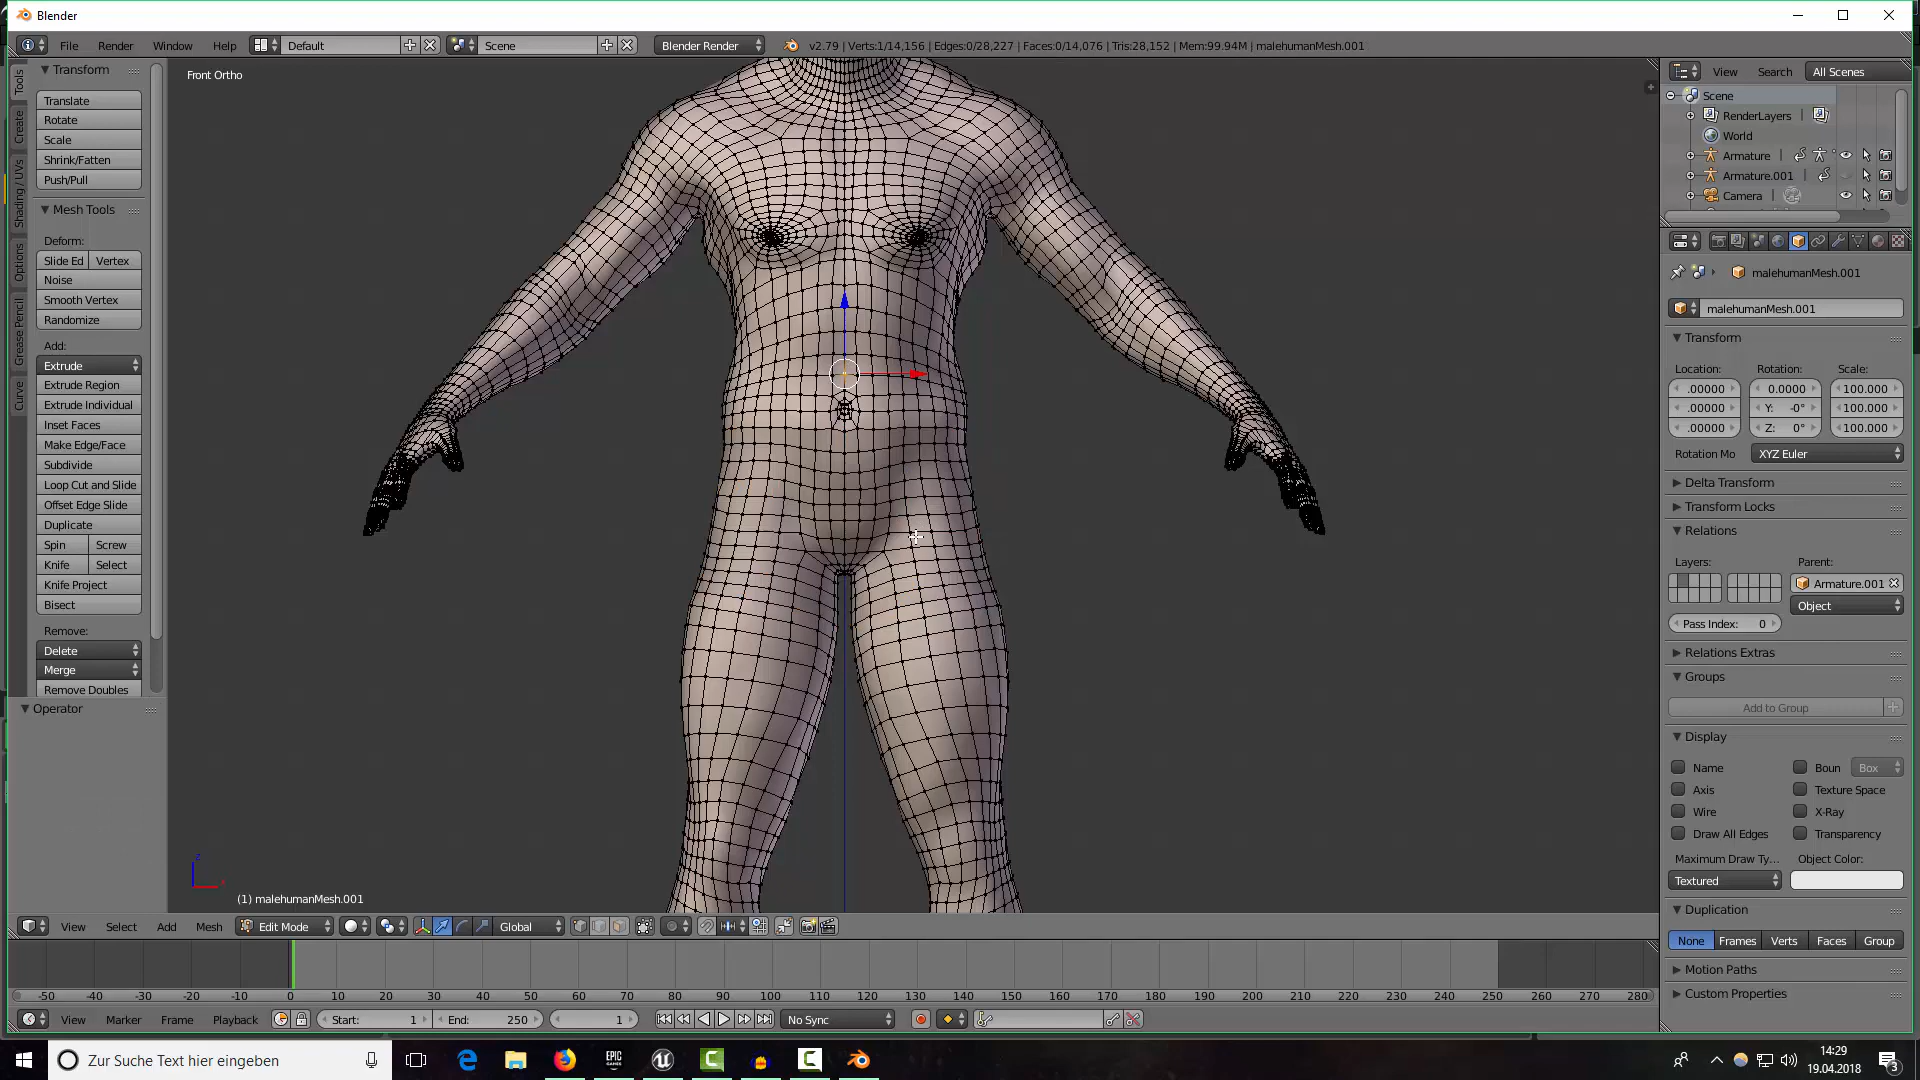 Blender
File Render Window Help Default Scene Blender Render v2.79 | Verts:1/14,156 | Edges:0/28,227 | Faces:0/14,076 | Tris:28,152 | Mem:99.94M | malehumanMesh.001
Tools
Create
Shading / UVs
Options
Grease Pencil
Curve
Transform
Translate
Rotate
Scale
Shrink/Fatten
Push/Pull
Mesh Tools
Deform:
Slide Ed Vertex
Noise
Smooth Vertex
Randomize
Add:
Extrude
Extrude Region
Extrude Individual
Inset Faces
Make Edge/Face
Subdivide
Loop Cut and Slide
Offset Edge Slide
Duplicate
Spin Screw
Knife Select
Knife Project
Bisect
Remove:
Delete
Merge
Remove Doubles
Operator
Front Ortho
z
(1) malehumanMesh.001
View Search All Scenes
Scene
RenderLayers
World
Armature
Armature.001
Camera
malehumanMesh.001
malehumanMesh.001
Transform
Location: Rotation: Scale:
.00000 0.0000 100.000
.00000 Y: -0° 100.000
.00000 Z: 0° 100.000
Rotation Mo XYZ Euler
Delta Transform
Transform Locks
Relations
Layers: Parent:
Armature.001
Object
Pass Index: 0
Relations Extras
Groups
Add to Group
Display
Name Boun Box
Axis Texture Space
Wire X-Ray
Draw All Edges Transparency
Maximum Draw Ty... Object Color:
Textured
Duplication
None Frames Verts Faces Group
Motion Paths
Custom Properties
View Select Add Mesh Edit Mode Global
-50 -40 -30 -20 -10 0 10 20 30 40 50 60 70 80 90 100 110 120 130 140 150 160 170 180 190 200 210 220 230 240 250 260 270 280
View Marker Frame Playback Start: 1 End: 250 1 No Sync
Zur Suche Text hier eingeben
EPIC GAMES
14:29
19.04.2018
3